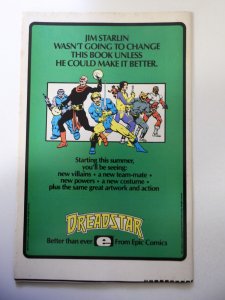 JIM STARLIN
WASN'T GOING TO CHANGE
THIS BOOK UNLESS
HE COULD MAKE IT BETTER.
Starting this summer,
you'll be seeing:
new villains • a new team-mate •
new powers • a new costume •
plus the same great artwork and action
DREADSTAR
Better than ever
From Epic Comics